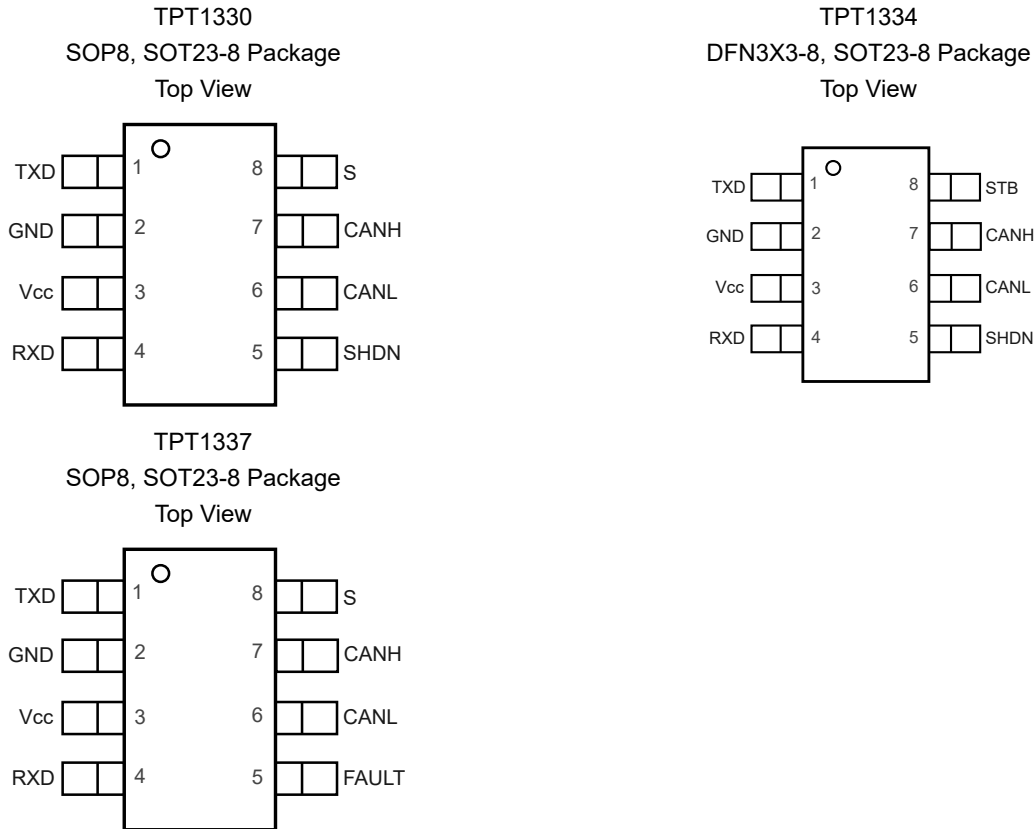 TPT1330
SOP8, SOT23-8 Package
Top View
TXD 1 8 S
GND 2 7 CANH
Vcc 3 6 CANL
RXD 4 5 SHDN
TPT1334
DFN3X3-8, SOT23-8 Package
Top View
TXD 1 8 STB
GND 2 7 CANH
Vcc 3 6 CANL
RXD 4 5 SHDN
TPT1337
SOP8, SOT23-8 Package
Top View
TXD 1 8 S
GND 2 7 CANH
Vcc 3 6 CANL
RXD 4 5 FAULT